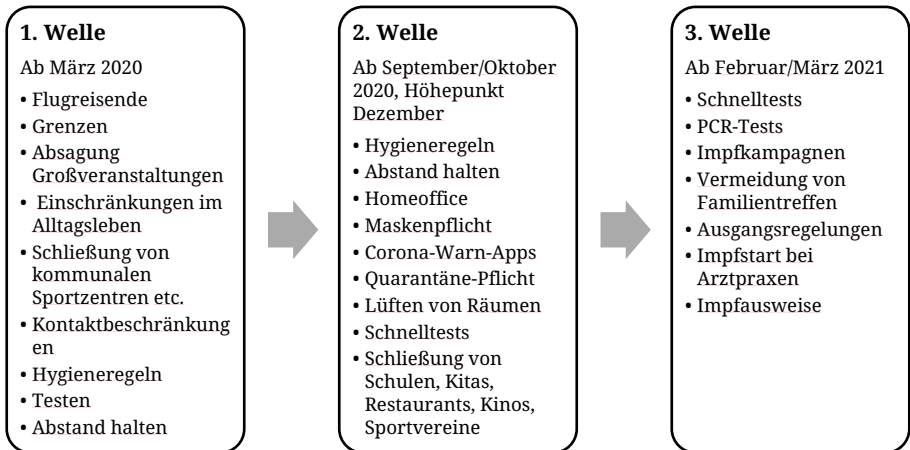 1. Welle
Ab März 2020
• Flugreisende
• Grenzen
• Absagung
Großveranstaltungen
• Einschränkungen im
Alltagsleben
• Schließung von
kommunalen
Sportzentren etc.
• Kontaktbeschränkung
en
• Hygieneregeln
• Testen
• Abstand halten
2. Welle
Ab September/Oktober
2020, Höhepunkt
Dezember
• Hygieneregeln
• Abstand halten
• Homeoffice
• Maskenpflicht
• Corona-Warn-Apps
• Quarantäne-Pflicht
• Lüften von Räumen
• Schnelltests
• Schließung von
Schulen, Kitas,
Restaurants, Kinos,
Sportvereine
3. Welle
Ab Februar/März 2021
• Schnelltests
• PCR-Tests
• Impfkampagnen
• Vermeidung von
Familientreffen
• Ausgangsregelungen
• Impfstart bei
Arztpraxen
• Impfausweise